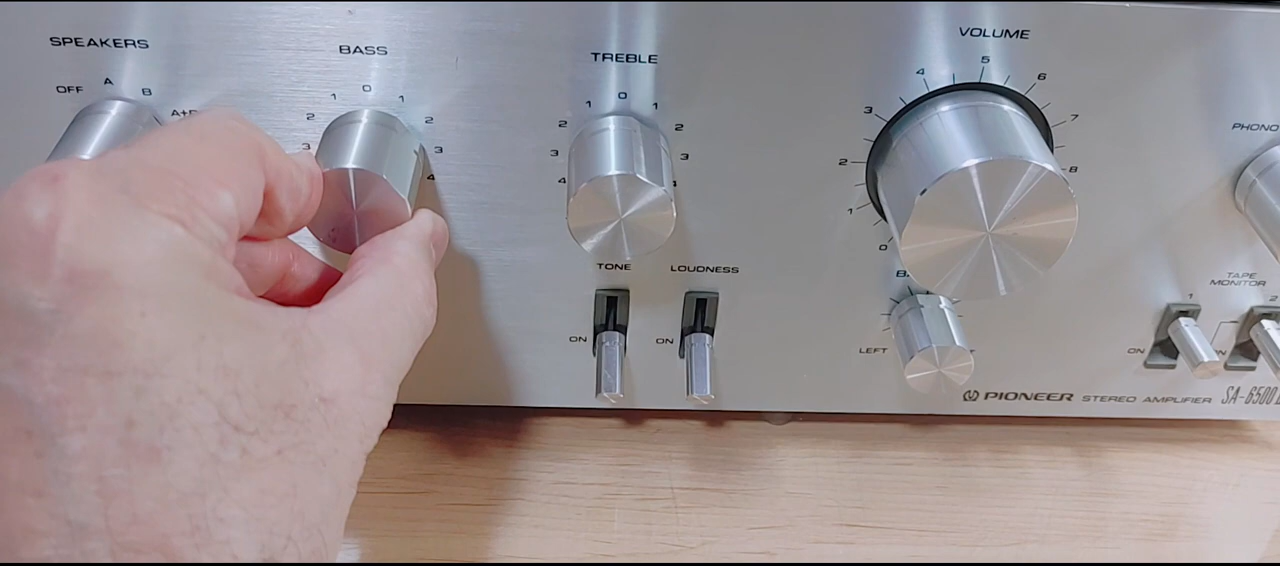 SPEAKERS
OFF A B
BASS
2 1 0 1 2
3 3
4
TREBLE
2 1 0 1 2
3 3
4 4
VOLUME
0 1 2 3 4 5 6 7 8
PHONO
TONE
ON
LOUDNESS
ON
LEFT
TAPE
MONITOR
1 2
ON
PIONEER STEREO AMPLIFIER SA-6500